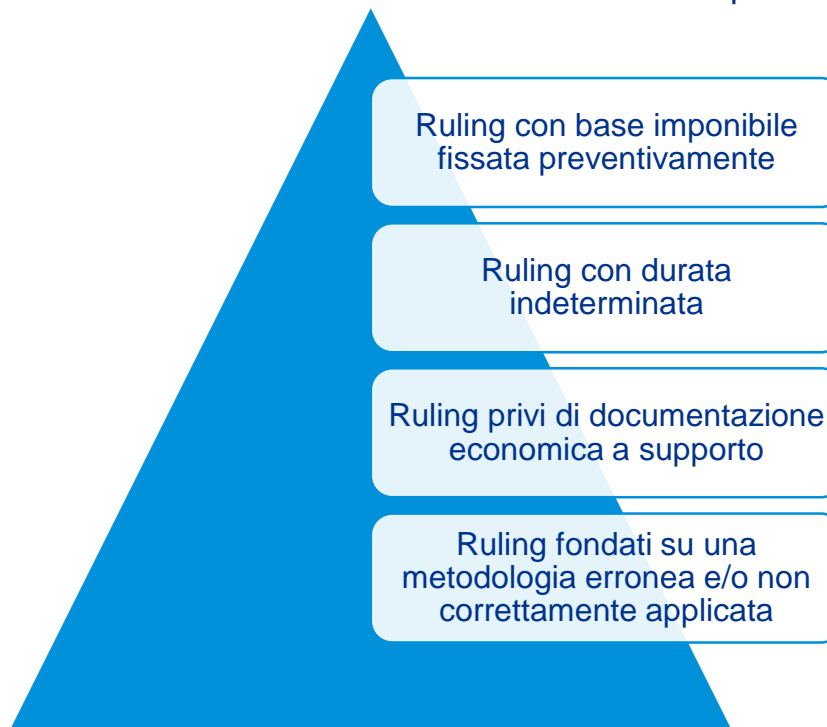 Ruling con base imponibile
fissata preventivamente
Ruling con durata
indeterminata
Ruling privi di documentazione
economica a supporto
Ruling fondati su una
metodologia erronea e/o non
correttamente applicata